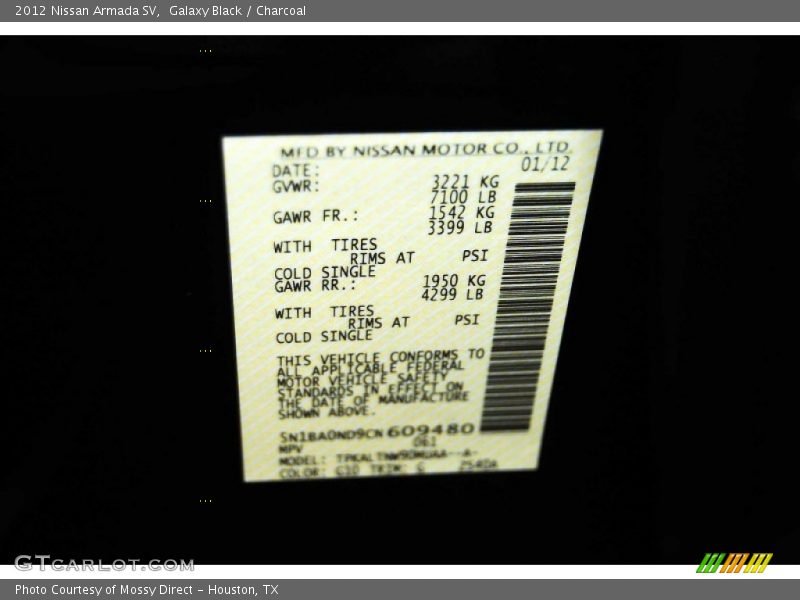 2012 Nissan Armada SV, Galaxy Black / Charcoal
MFD BY NISSAN MOTOR CO., LTD.
DATE: 01/12
GVWR: 3221 KG
7100 LB
GAWR FR.: 1542 KG
3399 LB
WITH TIRES
RIMS AT PSI
COLD SINGLE
GAWR RR.: 1950 KG
4299 LB
WITH TIRES
RIMS AT PSI
COLD SINGLE
THIS VEHICLE CONFORMS TO
ALL APPLICABLE FEDERAL
MOTOR VEHICLE SAFETY
STANDARDS IN EFFECT ON
THE DATE OF MANUFACTURE
SHOWN ABOVE.
5N1BA0ND9CN609480
061
MPV
MODEL:
COLOR: G10 TRIM: G
GTCARLOT.COM
Photo Courtesy of Mossy Direct - Houston, TX